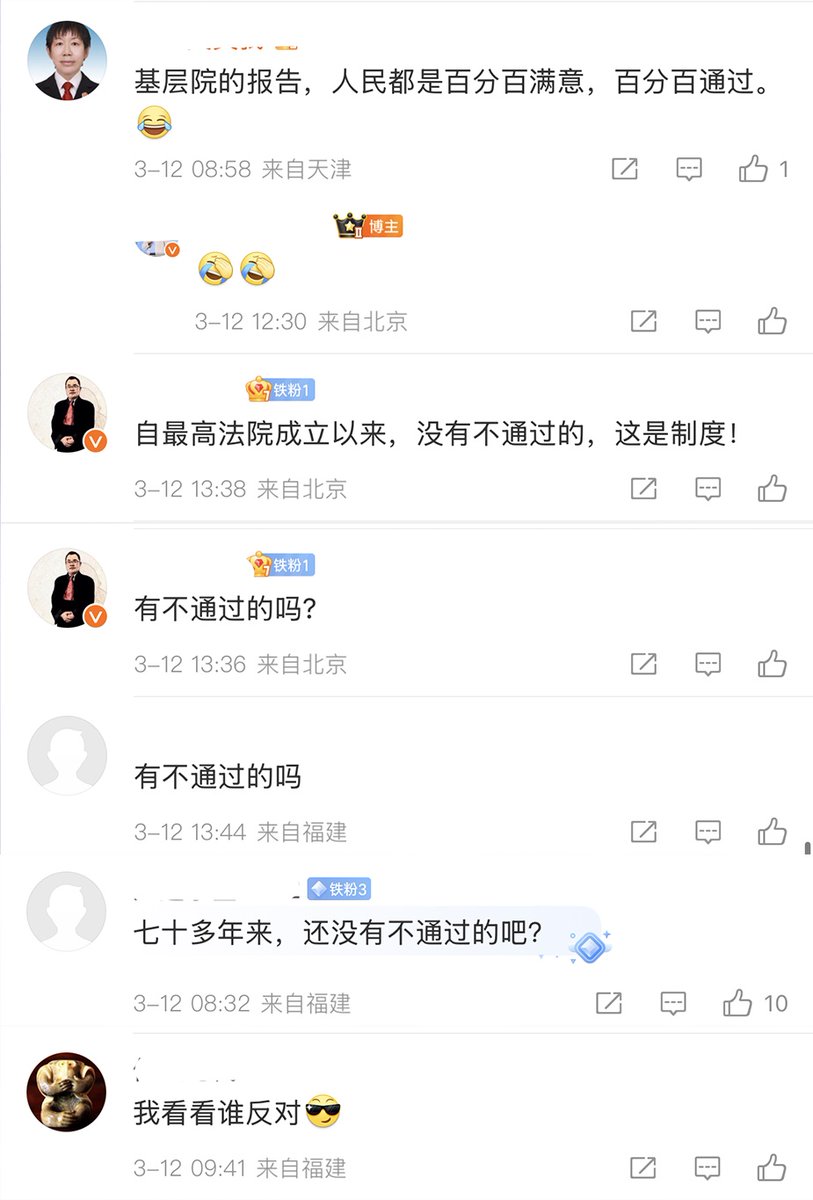 基层院的报告，人民都是百分百满意，百分百通过。
😂
3-12 08:58 来自天津
1
II 博主
🤣🤣
3-12 12:30 来自北京
铁粉1
自最高法院成立以来，没有不通过的，这是制度！
3-12 13:38 来自北京
铁粉1
有不通过的吗？
3-12 13:36 来自北京
有不通过的吗
3-12 13:44 来自福建
铁粉3
七十多年来，还没有不通过的吧？
3-12 08:32 来自福建
10
我看看谁反对😎
3-12 09:41 来自福建